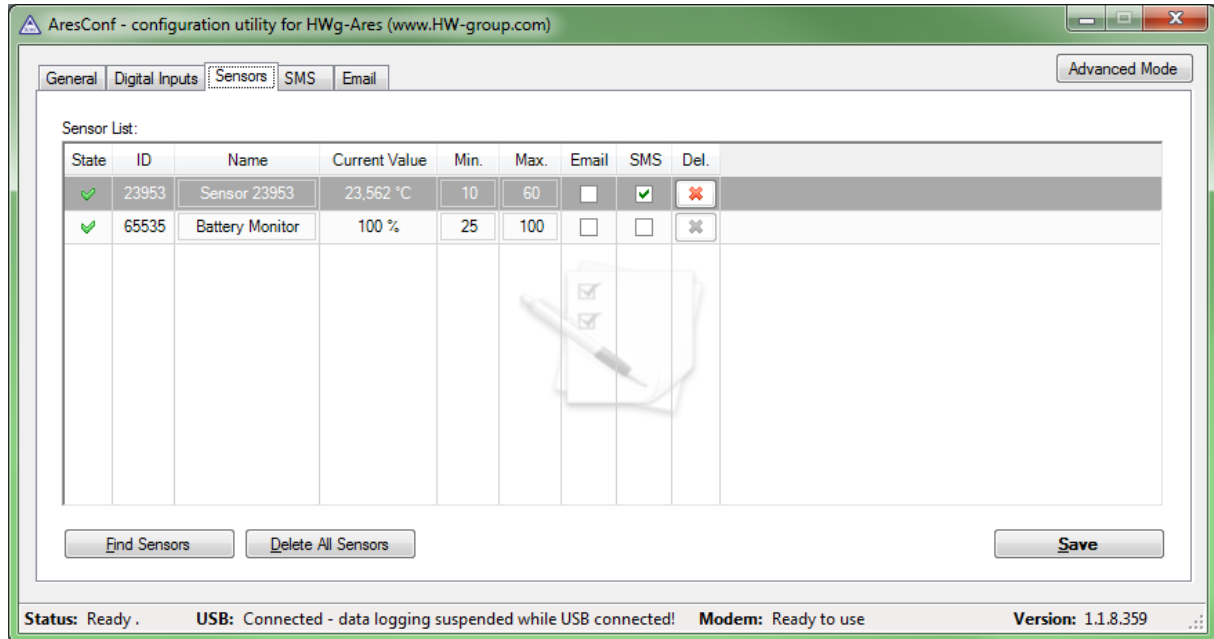 AresConf - configuration utility for HWg-Ares (www.HW-group.com)
Advanced Mode
General Digital Inputs Sensors SMS Email
Sensor List:
State ID Name Current Value Min. Max. Email SMS Del.
23953 Sensor 23953 23,562 °C 10 60
65535 Battery Monitor 100 % 25 100
Find Sensors Delete All Sensors Save
Status: Ready . USB: Connected - data logging suspended while USB connected! Modem: Ready to use Version: 1.1.8.359